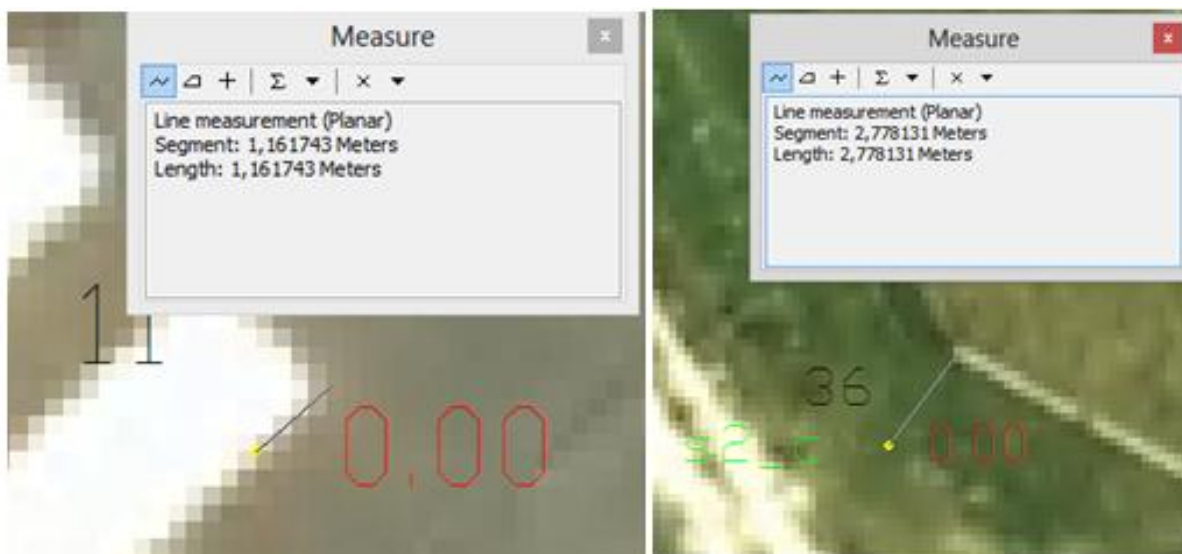 Measure
Line measurement (Planar)
Segment: 1,161743 Meters
Length: 1,161743 Meters
11
0,00
Measure
Line measurement (Planar)
Segment: 2,778131 Meters
Length: 2,778131 Meters
36
0.00